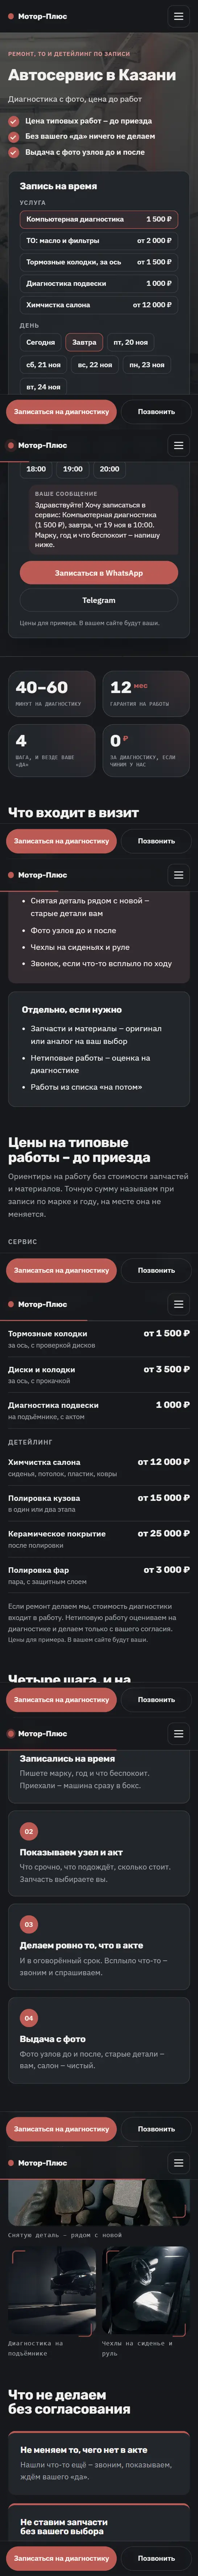 Мотор-Плюс
РЕМОНТ, ТО И ДЕТЕЙЛИНГ ПО ЗАПИСИ
Автосервис в Казани
Диагностика с фото, цена до работ
Цена типовых работ – до приезда
Без вашего «да» ничего не делаем
Выдача с фото узлов до и после
Запись на время
УСЛУГА
Компьютерная диагностика 1 500 ₽
ТО: масло и фильтры от 2 000 ₽
Тормозные колодки, за ось от 1 500 ₽
Диагностика подвески 1 000 ₽
Химчистка салона от 12 000 ₽
ДЕНЬ
Сегодня Завтра пт, 20 ноя
сб, 21 ноя вс, 22 ноя пн, 23 ноя
вт, 24 ноя
Записаться на диагностику Позвонить
Мотор-Плюс
18:00 19:00 20:00
ВАШЕ СООБЩЕНИЕ
Здравствуйте! Хочу записаться в
сервис: Компьютерная диагностика
(1 500 ₽), завтра, чт 19 ноя в 10:00.
Марку, год и что беспокоит – напишу
ниже.
Записаться в WhatsApp
Telegram
Цены для примера. В вашем сайте будут ваши.
40–60
МИНУТ НА ДИАГНОСТИКУ
12 мес
ГАРАНТИЯ НА РАБОТЫ
4
ШАГА, И ВЕЗДЕ ВАШЕ
«ДА»
0 ₽
ЗА ДИАГНОСТИКУ, ЕСЛИ
ЧИНИМ У НАС
Что входит в визит
Записаться на диагностику Позвонить
Мотор-Плюс
Снятая деталь рядом с новой –
старые детали вам
Фото узлов до и после
Чехлы на сиденьях и руле
Звонок, если что-то всплыло по ходу
Отдельно, если нужно
Запчасти и материалы – оригинал
или аналог на ваш выбор
Нетиповые работы – оценка на
диагностике
Работы из списка «на потом»
Цены на типовые
работы – до приезда
Ориентиры на работу без стоимости запчастей
и материалов. Точную сумму называем при
записи по марке и году, на месте она не
меняется.
СЕРВИС
Записаться на диагностику Позвонить
Мотор-Плюс
Тормозные колодки от 1 500 ₽
за ось, с проверкой дисков
Диски и колодки от 3 500 ₽
за ось, с прокачкой
Диагностика подвески 1 000 ₽
на подъёмнике, с актом
ДЕТЕЙЛИНГ
Химчистка салона от 12 000 ₽
сиденья, потолок, пластик, ковры
Полировка кузова от 15 000 ₽
в один или два этапа
Керамическое покрытие от 25 000 ₽
после полировки
Полировка фар от 3 000 ₽
пара, с защитным слоем
Если ремонт делаем мы, стоимость диагностики
входит в работу. Нетиповую работу оцениваем на
диагностике и делаем только с вашего согласия.
Цены для примера. В вашем сайте будут ваши.
Четыре шага, и на
Записаться на диагностику Позвонить
Мотор-Плюс
Записались на время
Пишете марку, год и что беспокоит.
Приехали – машина сразу в бокс.
02
Показываем узел и акт
Что срочно, что подождёт, сколько стоит.
Запчасть выбираете вы.
03
Делаем ровно то, что в акте
И в оговорённый срок. Всплыло что-то –
звоним и спрашиваем.
04
Выдача с фото
Фото узлов до и после, старые детали –
вам, салон – чистый.
Записаться на диагностику Позвонить
Мотор-Плюс
Снятую деталь – рядом с новой
Диагностика на
подъёмнике
Чехлы на сиденье и
руль
Что не делаем
без согласования
Не меняем то, чего нет в акте
Нашли что-то ещё – звоним, показываем,
ждём вашего «да».
Не ставим запчасти
без вашего выбора
Записаться на диагностику Позвонить